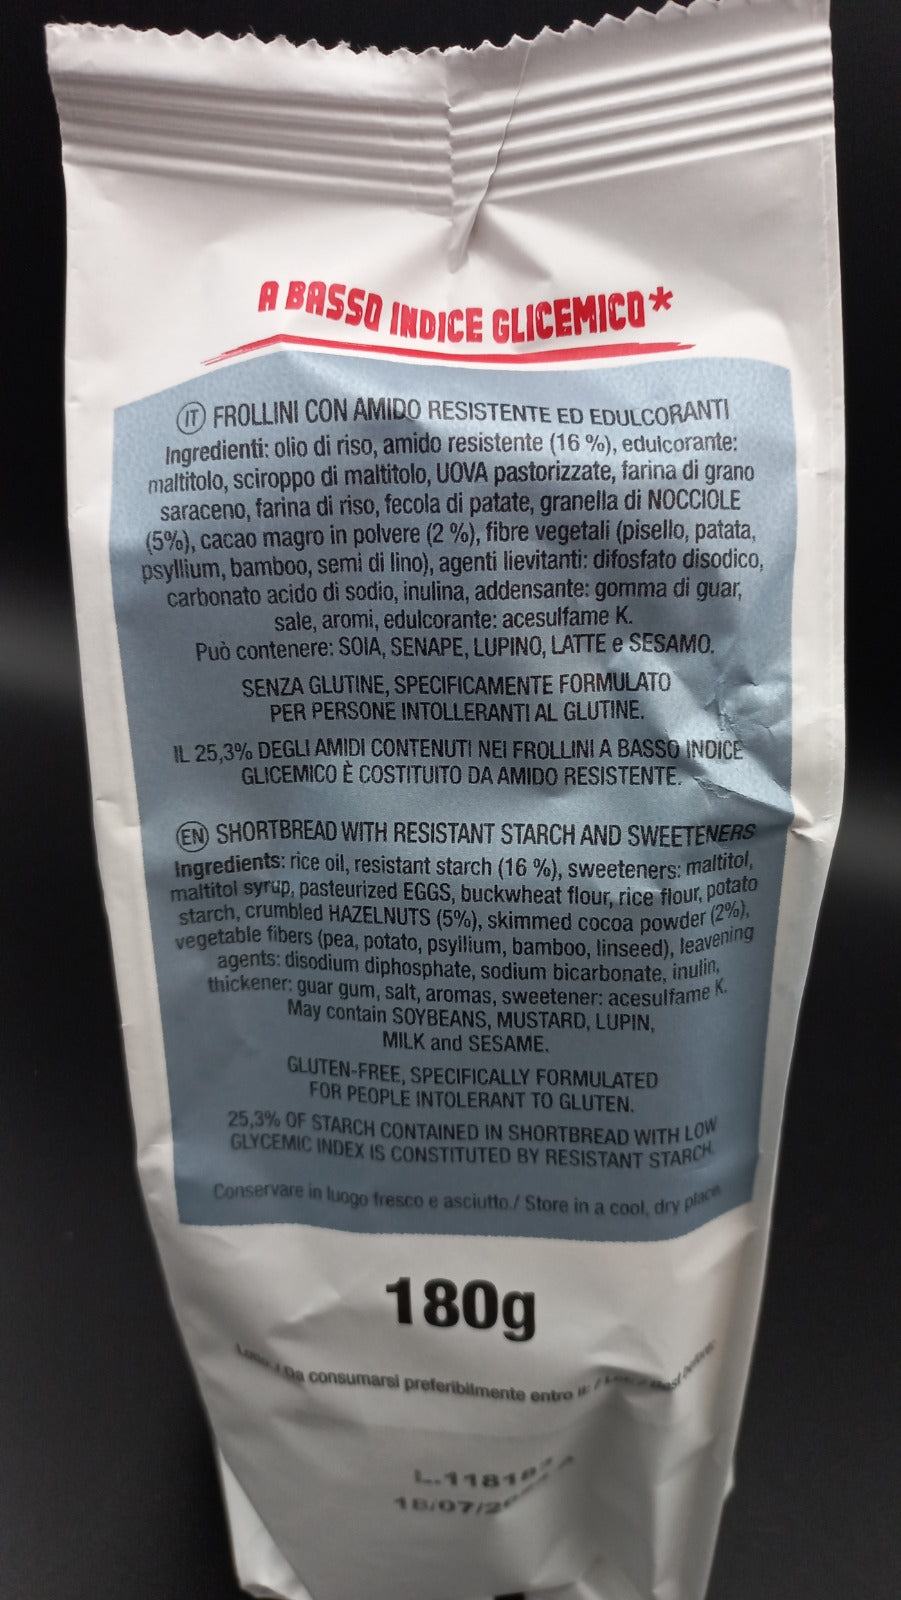 A BASSO INDICE GLICEMICO*
IT FROLLINI CON AMIDO RESISTENTE ED EDULCORANTI
Ingredienti: olio di riso, amido resistente (16 %), edulcorante:
maltitolo, sciroppo di maltitolo, UOVA pastorizzate, farina di grano
saraceno, farina di riso, fecola di patate, granella di NOCCIOLE
(5%), cacao magro in polvere (2 %), fibre vegetali (pisello, patata,
psyllium, bamboo, semi di lino), agenti lievitanti: difosfato disodico,
carbonato acido di sodio, inulina, addensante: gomma di guar,
sale, aromi, edulcorante: acesulfame K.
Può contenere: SOIA, SENAPE, LUPINO, LATTE e SESAMO.
SENZA GLUTINE, SPECIFICAMENTE FORMULATO
PER PERSONE INTOLLERANTI AL GLUTINE.
IL 25,3% DEGLI AMIDI CONTENUTI NEI FROLLINI A BASSO INDICE
GLICEMICO È COSTITUITO DA AMIDO RESISTENTE.
EN SHORTBREAD WITH RESISTANT STARCH AND SWEETENERS
Ingredients: rice oil, resistant starch (16 %), sweeteners: maltitol,
maltitol syrup, pasteurized EGGS, buckwheat flour, rice flour, potato
starch, crumbled HAZELNUTS (5%), skimmed cocoa powder (2%),
vegetable fibers (pea, potato, psyllium, bamboo, linseed), leavening
agents: disodium diphosphate, sodium bicarbonate, inulin,
thickener: guar gum, salt, aromas, sweetener: acesulfame K.
May contain SOYBEANS, MUSTARD, LUPIN,
MILK and SESAME.
GLUTEN-FREE, SPECIFICALLY FORMULATED
FOR PEOPLE INTOLERANT TO GLUTEN.
25,3% OF STARCH CONTAINED IN SHORTBREAD WITH LOW
GLYCEMIC INDEX IS CONSTITUTED BY RESISTANT STARCH.
Conservare in luogo fresco e asciutto./ Store in a cool, dry place.
180g
Da consumarsi preferibilmente entro il: / Best before: